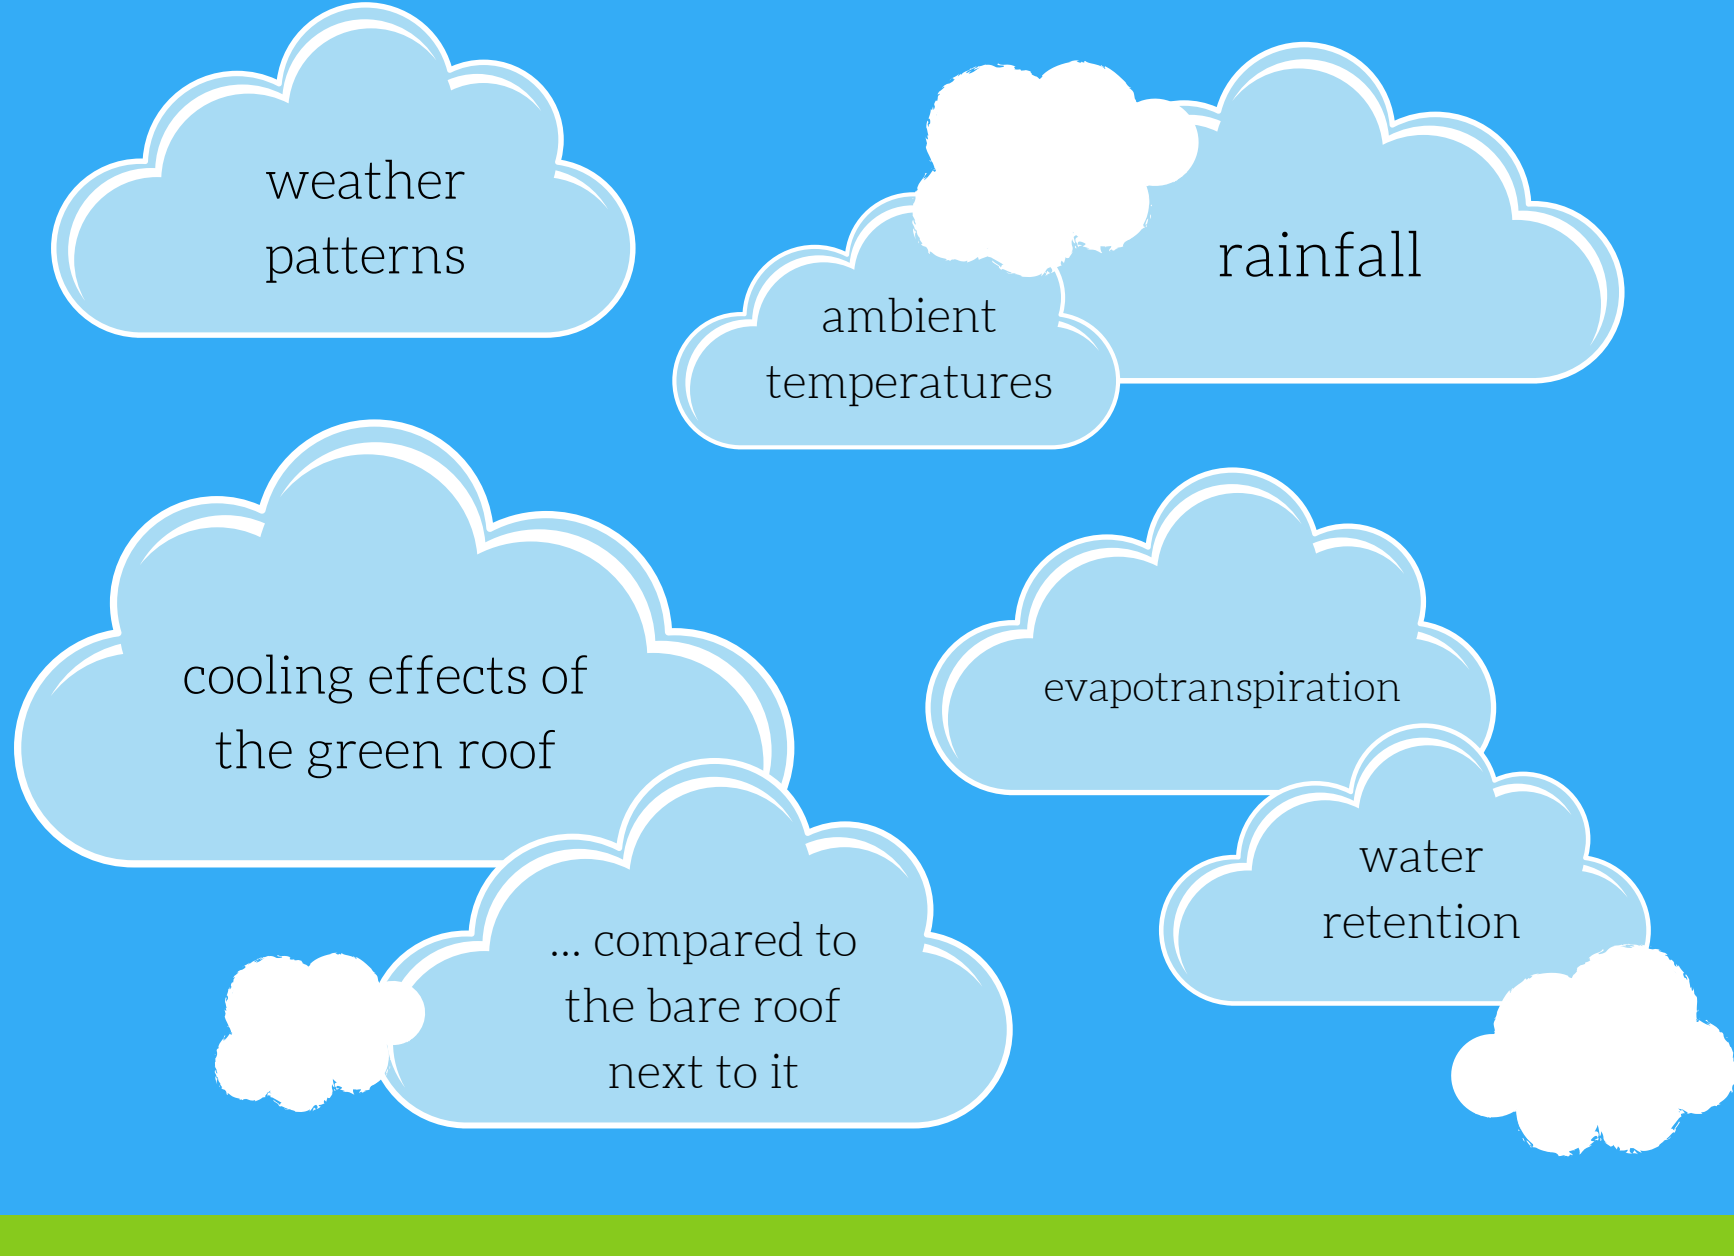 weather
patterns
rainfall
ambient
temperatures
cooling effects of
the green roof
evapotranspiration
water
retention
... compared to
the bare roof
next to it